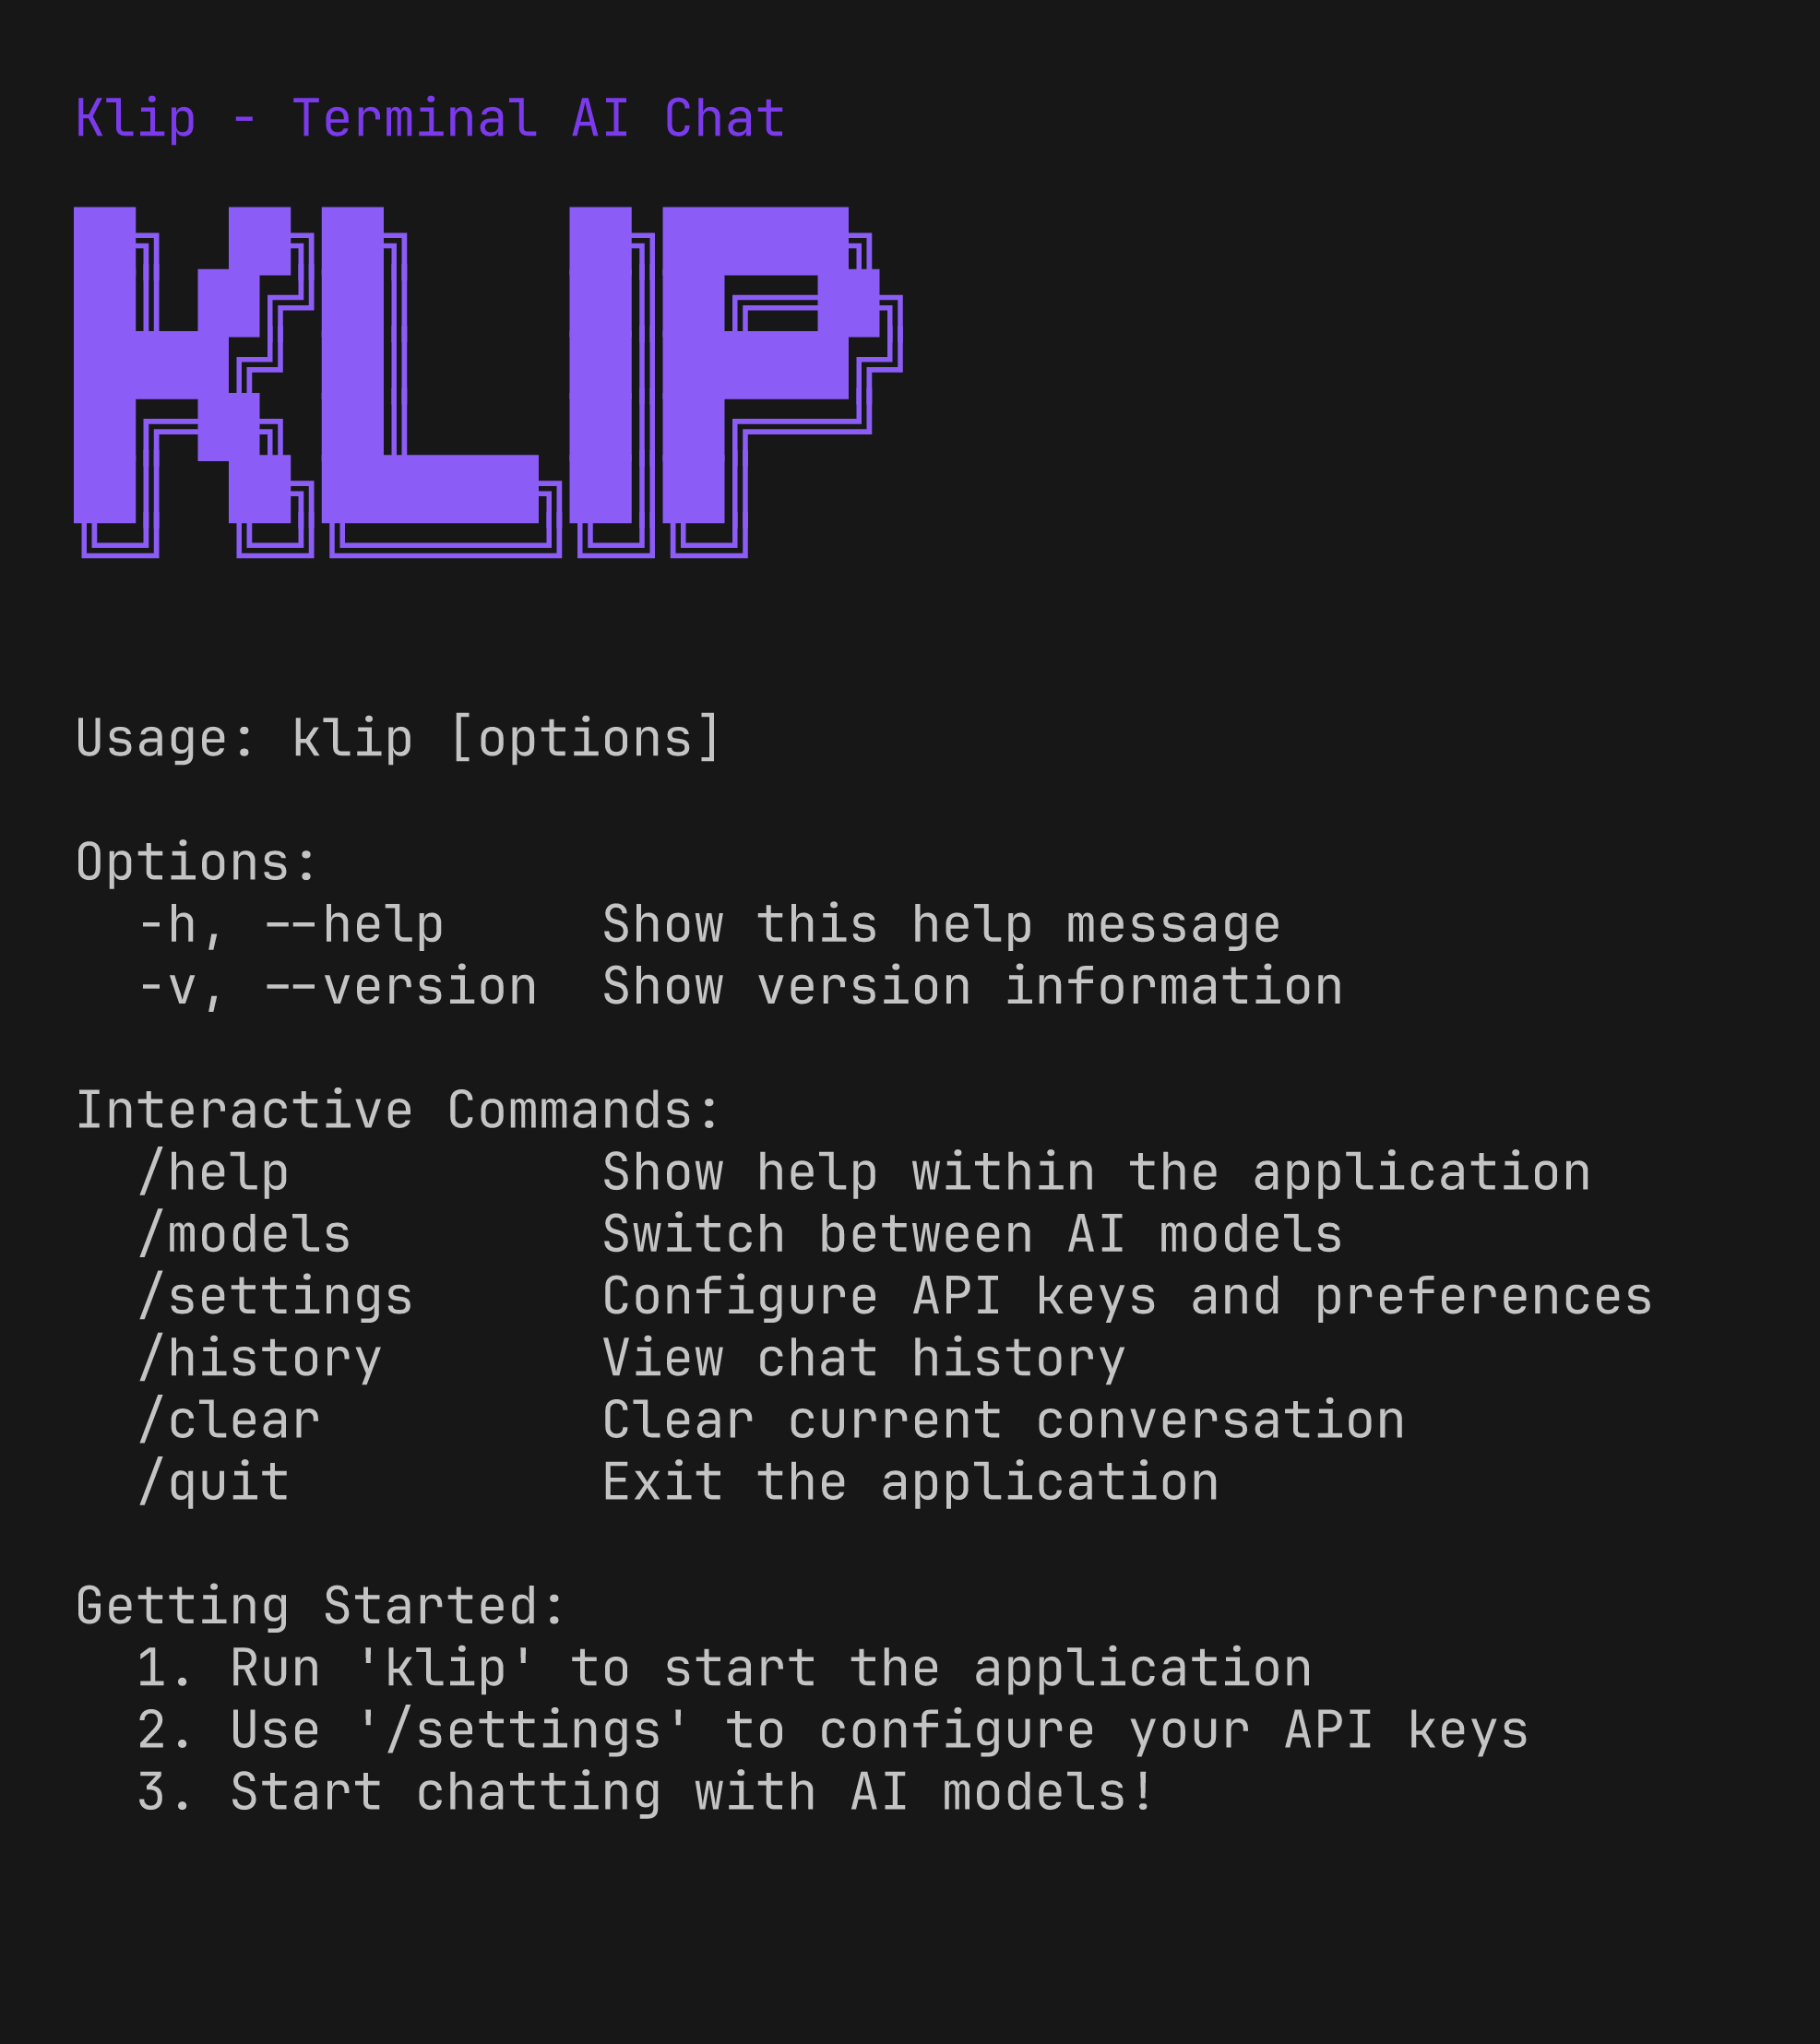 Klip - Terminal AI Chat
KLIP
Usage: klip [options]
Options:
-h, --help Show this help message
-v, --version Show version information
Interactive Commands:
/help Show help within the application
/models Switch between AI models
/settings Configure API keys and preferences
/history View chat history
/clear Clear current conversation
/quit Exit the application
Getting Started:
1. Run 'klip' to start the application
2. Use '/settings' to configure your API keys
3. Start chatting with AI models!